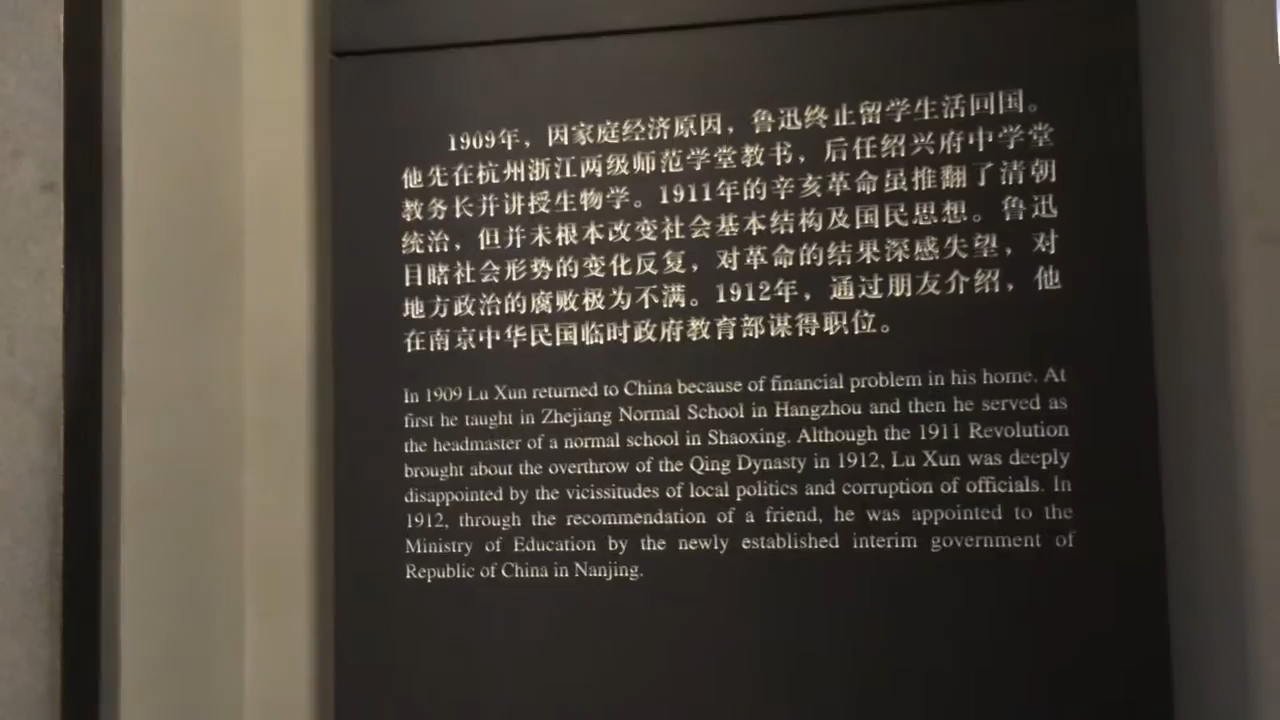 1909年，因家庭经济原因，鲁迅终止留学生活回国。
他先在杭州浙江两级师范学堂教书，后任绍兴府中学堂
教务长并讲授生物学。1911年的辛亥革命虽推翻了清朝
统治，但并未根本改变社会基本结构及国民思想。鲁迅
目睹社会形势的变化反复，对革命的结果深感失望，对
地方政治的腐败极为不满。1912年，通过朋友介绍，他
在南京中华民国临时政府教育部谋得职位。
In 1909 Lu Xun returned to China because of financial problem in his home. At
first he taught in Zhejiang Normal School in Hangzhou and then he served as
the headmaster of a normal school in Shaoxing. Although the 1911 Revolution
brought about the overthrow of the Qing Dynasty in 1912, Lu Xun was deeply
disappointed by the vicissitudes of local politics and corruption of officials. In
1912, through the recommendation of a friend, he was appointed to the
Ministry of Education by the newly established interim government of
Republic of China in Nanjing.